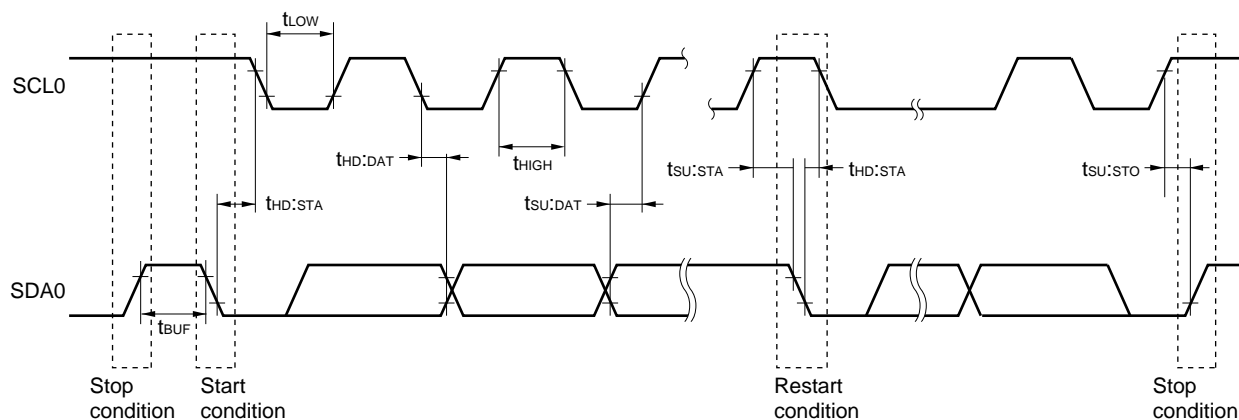 tLOW
SCL0
tHD:DAT
tHIGH
tSU:STA
tHD:STA
tSU:STO
tHD:STA
tSU:DAT
SDA0
tBUF
Stop
condition
Start
condition
Restart
condition
Stop
condition